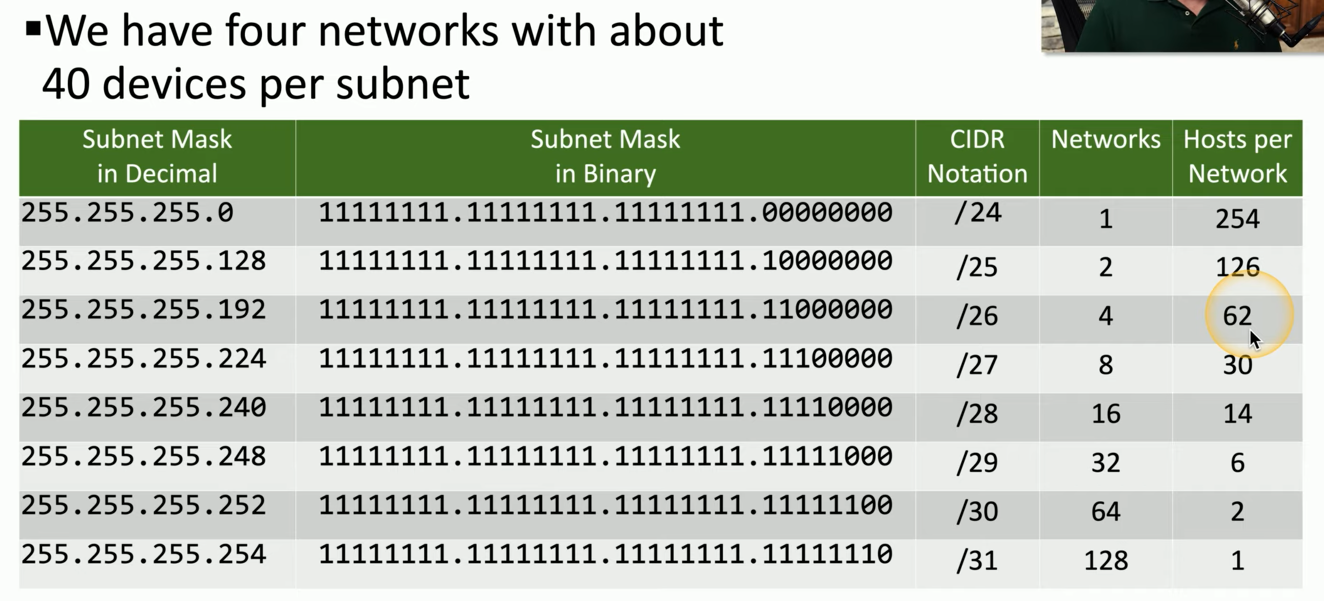 ▪We have four networks with about
40 devices per subnet
Subnet Mask in Decimal Subnet Mask in Binary CIDR Notation Networks Hosts per Network
255.255.255.0 11111111.11111111.11111111.00000000 /24 1 254
255.255.255.128 11111111.11111111.11111111.10000000 /25 2 126
255.255.255.192 11111111.11111111.11111111.11000000 /26 4 62
255.255.255.224 11111111.11111111.11111111.11100000 /27 8 30
255.255.255.240 11111111.11111111.11111111.11110000 /28 16 14
255.255.255.248 11111111.11111111.11111111.11111000 /29 32 6
255.255.255.252 11111111.11111111.11111111.11111100 /30 64 2
255.255.255.254 11111111.11111111.11111111.11111110 /31 128 1